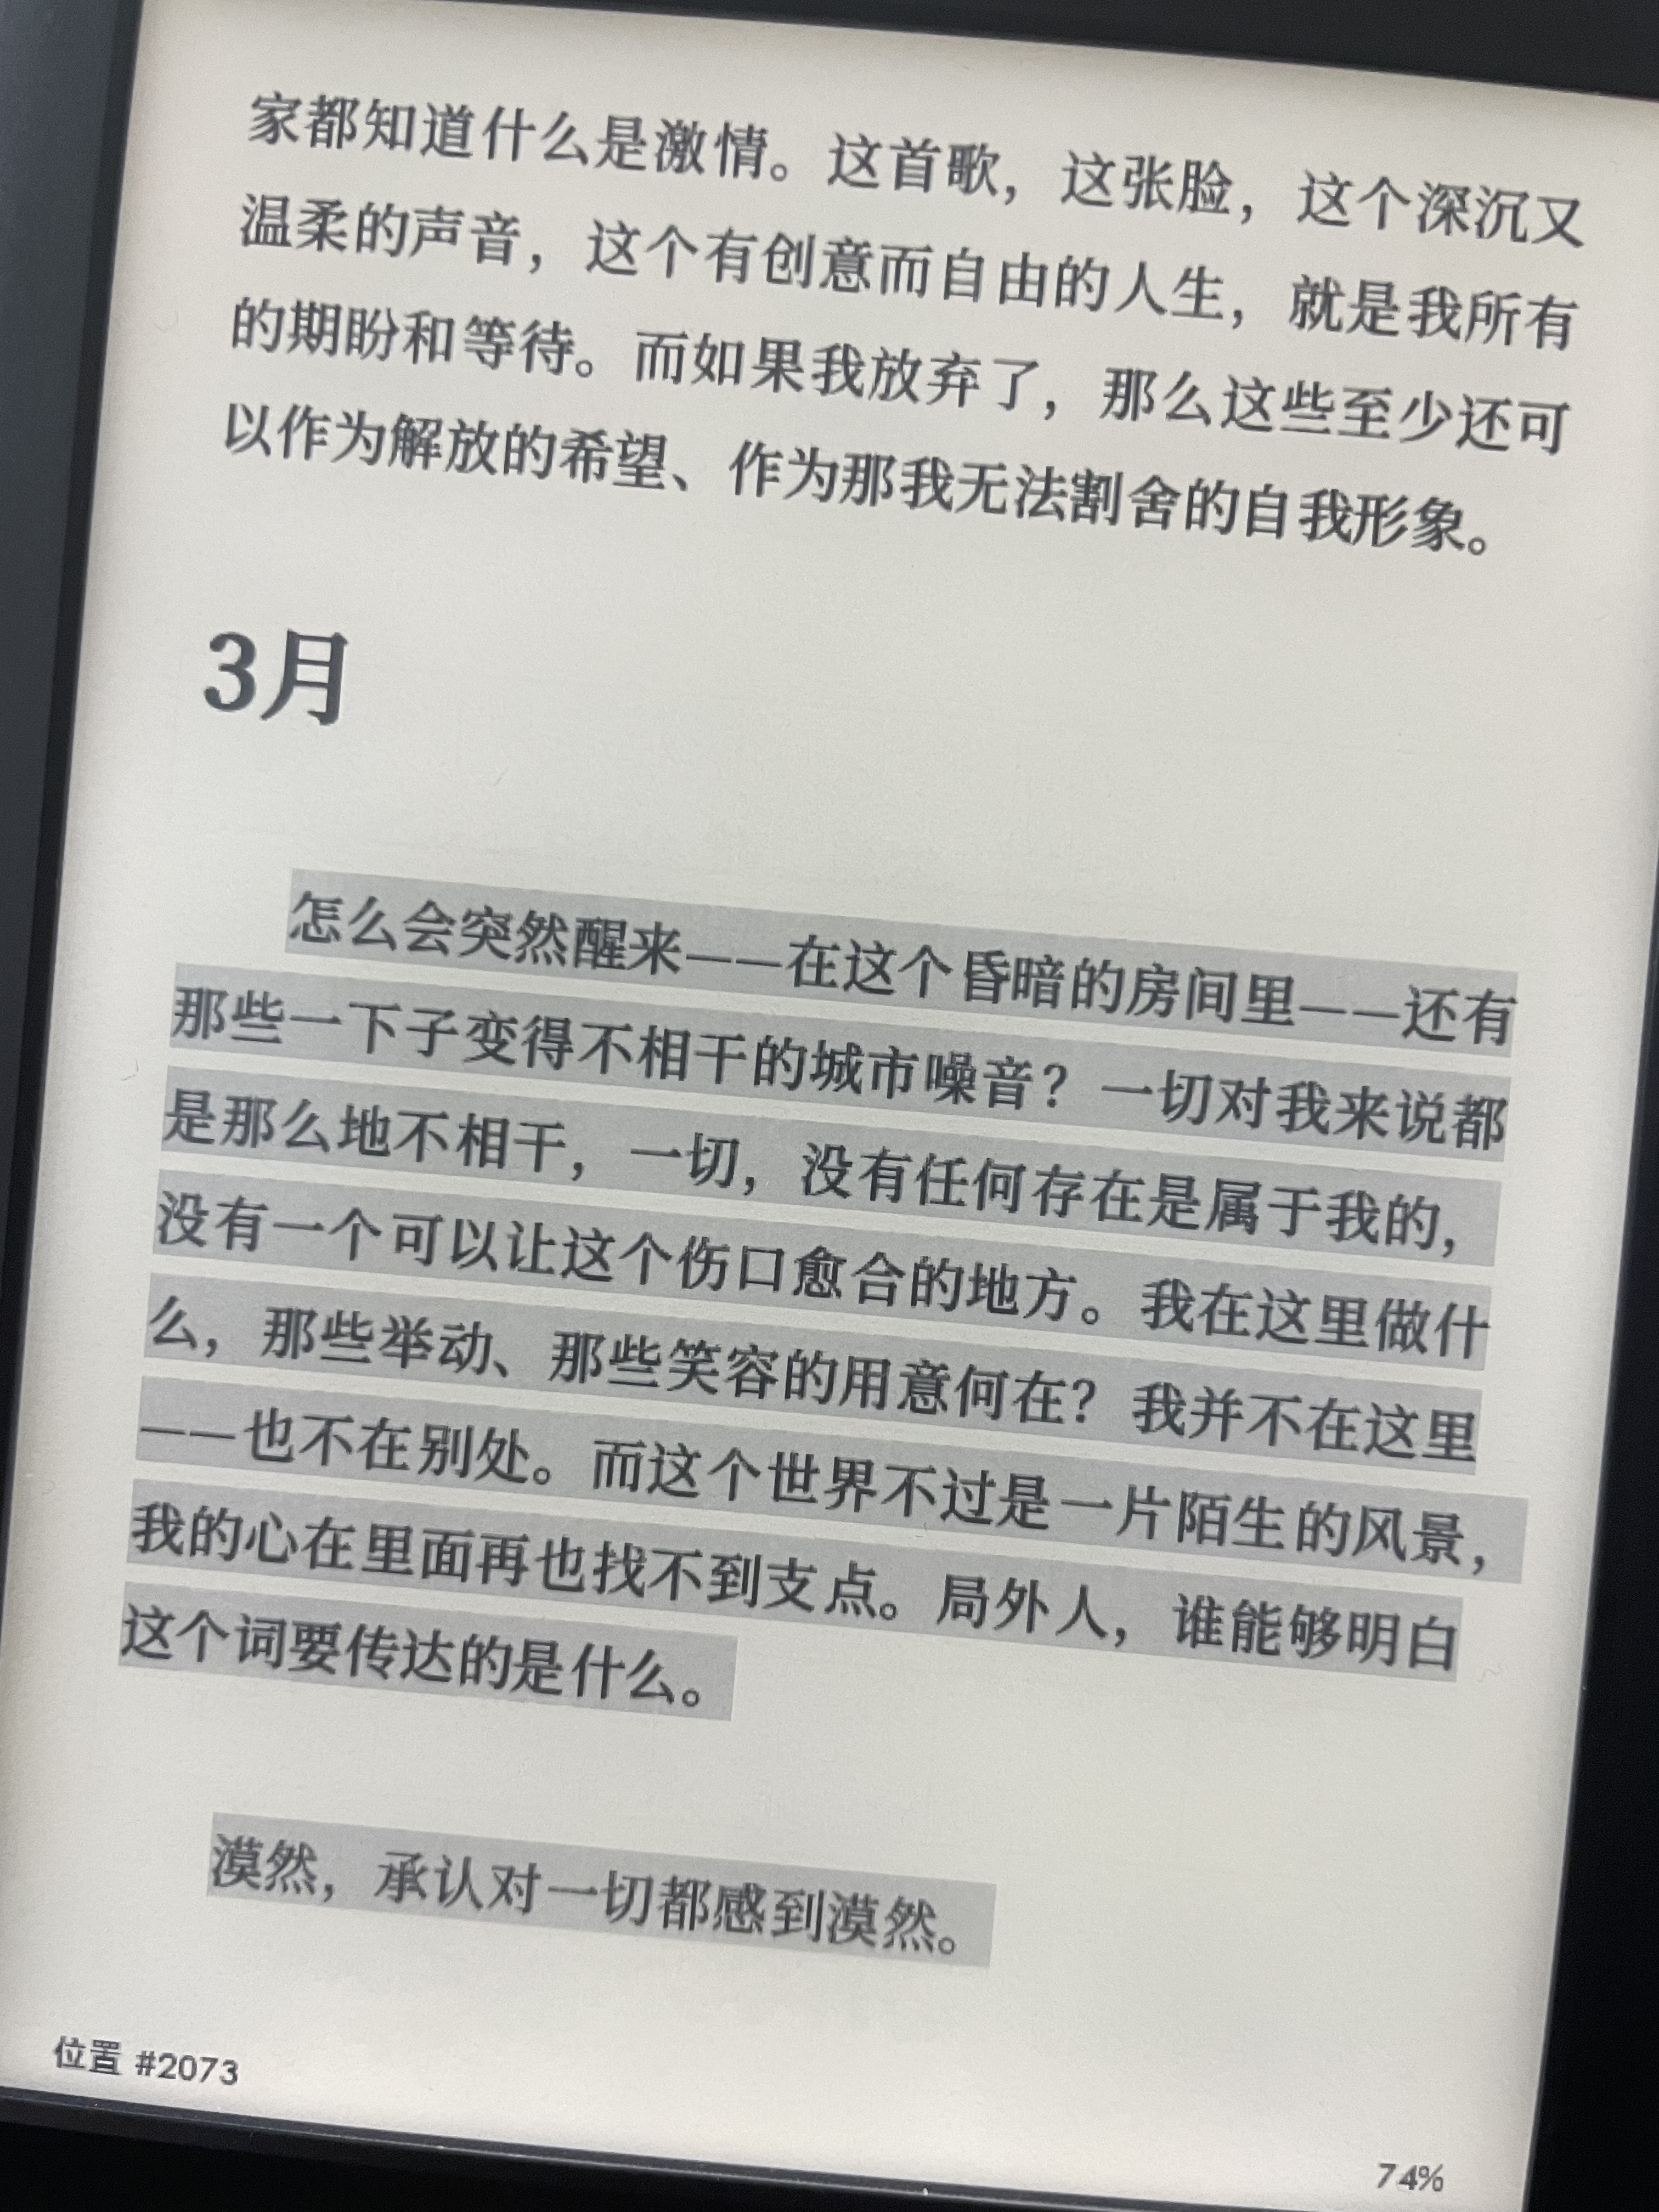 家都知道什么是激情。这首歌，这张脸，这个深沉又
温柔的声音，这个有创意而自由的人生，就是我所有
的期盼和等待。而如果我放弃了，那么这些至少还可
以作为解放的希望、作为那我无法割舍的自我形象。
3月
怎么会突然醒来——在这个昏暗的房间里——还有
那些一下子变得不相干的城市噪音？一切对我来说都
是那么地不相干，一切，没有任何存在是属于我的，
没有一个可以让这个伤口愈合的地方。我在这里做什
么，那些举动、那些笑容的用意何在？我并不在这里
——也不在别处。而这个世界不过是一片陌生的风景，
我的心在里面再也找不到支点。局外人，谁能够明白
这个词要传达的是什么。
漠然，承认对一切都感到漠然。
位置 #2073
74%